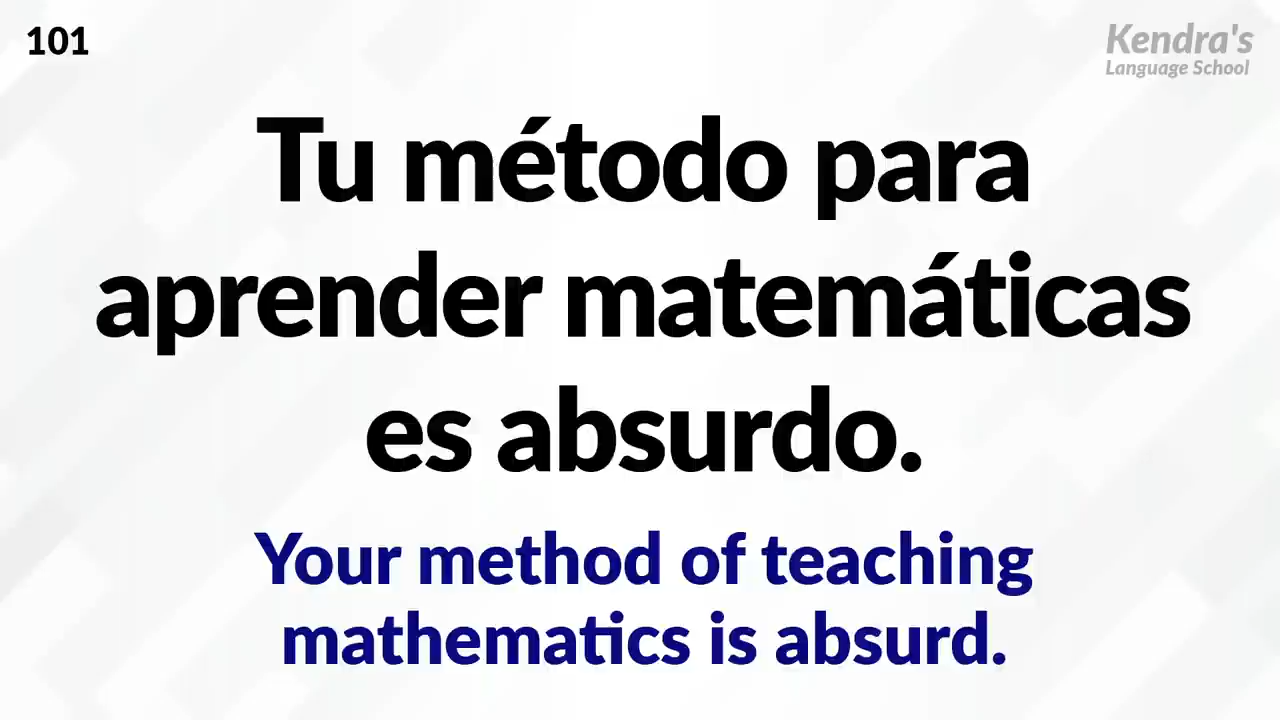 101
Kendra's
Language School
Tu método para
aprender matemáticas
es absurdo.
Your method of teaching
mathematics is absurd.